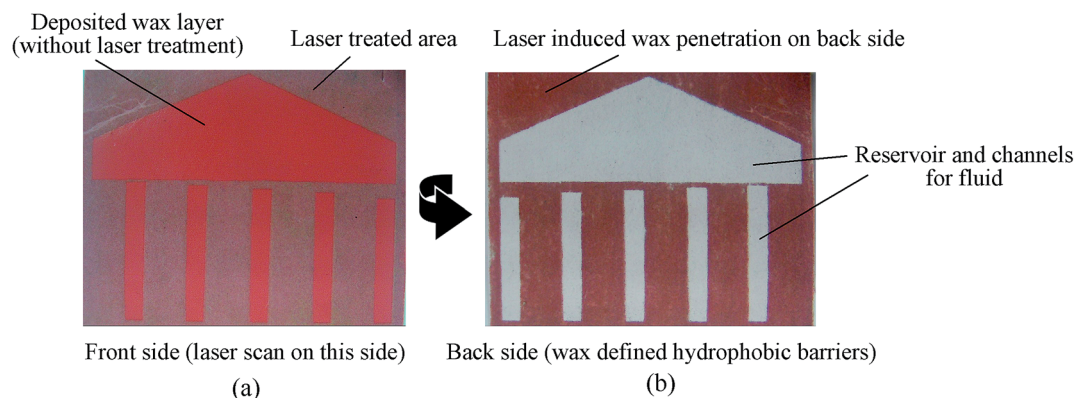 Deposited wax layer
(without laser treatment)
Laser treated area
Laser induced wax penetration on back side
Reservoir and channels
for fluid
Front side (laser scan on this side)
Back side (wax defined hydrophobic barriers)
(a)
(b)